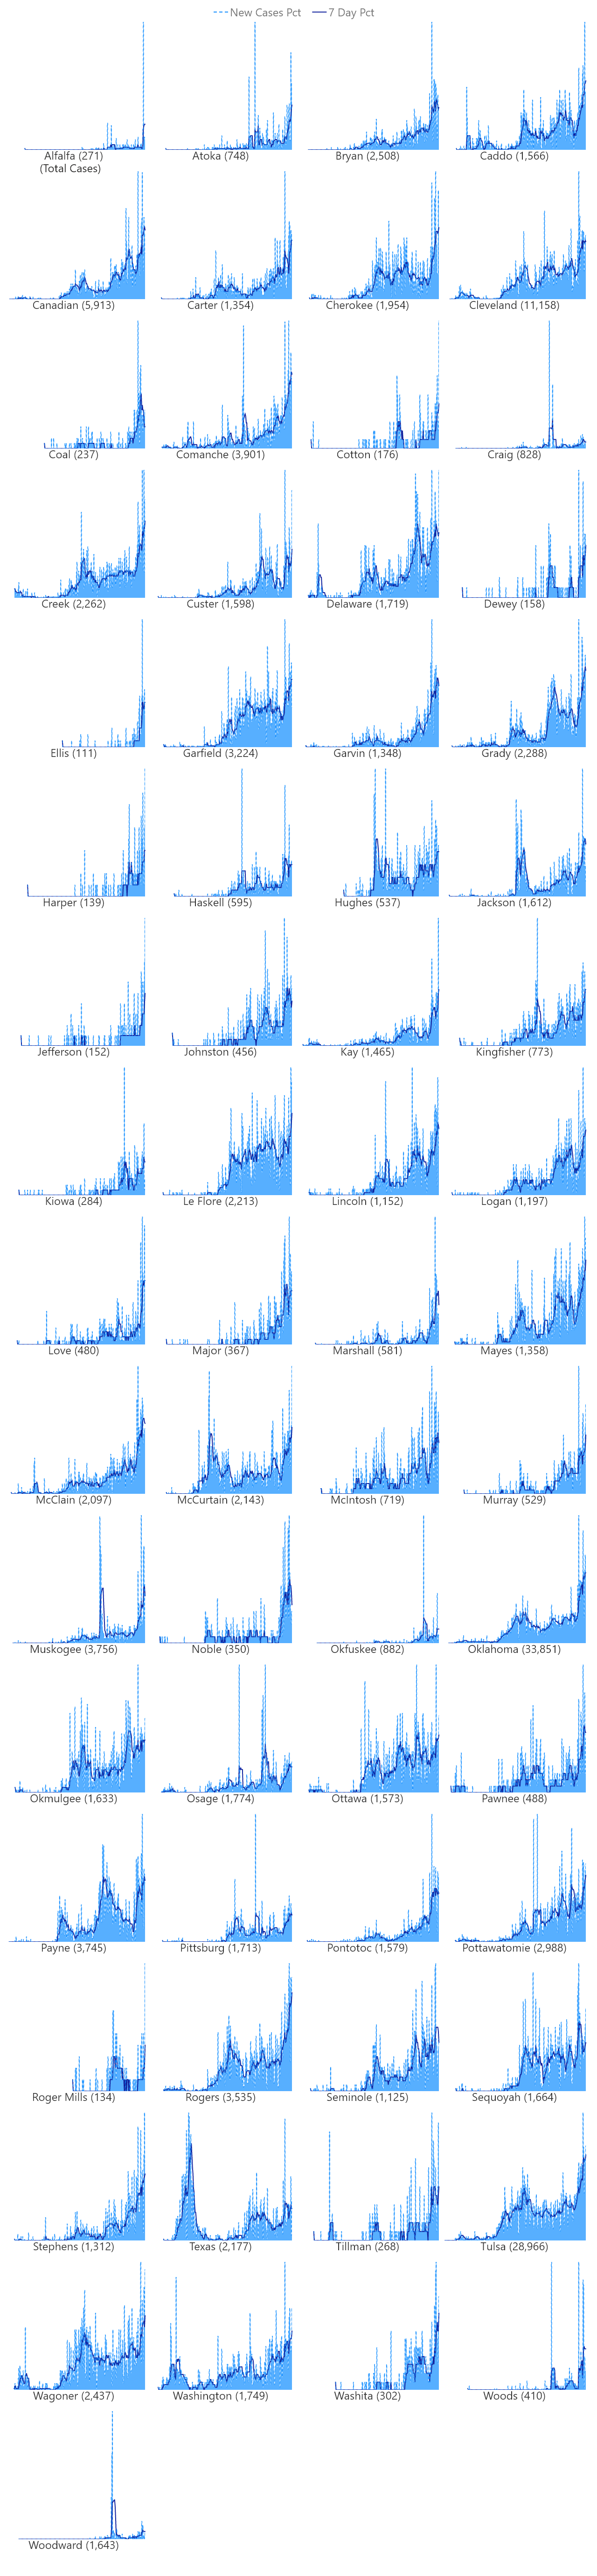 New Cases Pct 7 Day Pct
Alfalfa (271) Atoka (748) Bryan (2,508) Caddo (1,566)
(Total Cases)
Canadian (5,913) Carter (1,354) Cherokee (1,954) Cleveland (11,158)
Coal (237) Comanche (3,901) Cotton (176) Craig (828)
Creek (2,262) Custer (1,598) Delaware (1,719) Dewey (158)
Ellis (111) Garfield (3,224) Garvin (1,348) Grady (2,288)
Harper (139) Haskell (595) Hughes (537) Jackson (1,612)
Jefferson (152) Johnston (456) Kay (1,465) Kingfisher (773)
Kiowa (284) Le Flore (2,213) Lincoln (1,152) Logan (1,197)
Love (480) Major (367) Marshall (581) Mayes (1,358)
McClain (2,097) McCurtain (2,143) McIntosh (719) Murray (529)
Muskogee (3,756) Noble (350) Okfuskee (882) Oklahoma (33,851)
Okmulgee (1,633) Osage (1,774) Ottawa (1,573) Pawnee (488)
Payne (3,745) Pittsburg (1,713) Pontotoc (1,579) Pottawatomie (2,988)
Roger Mills (134) Rogers (3,535) Seminole (1,125) Sequoyah (1,664)
Stephens (1,312) Texas (2,177) Tillman (268) Tulsa (28,966)
Wagoner (2,437) Washington (1,749) Washita (302) Woods (410)
Woodward (1,643)